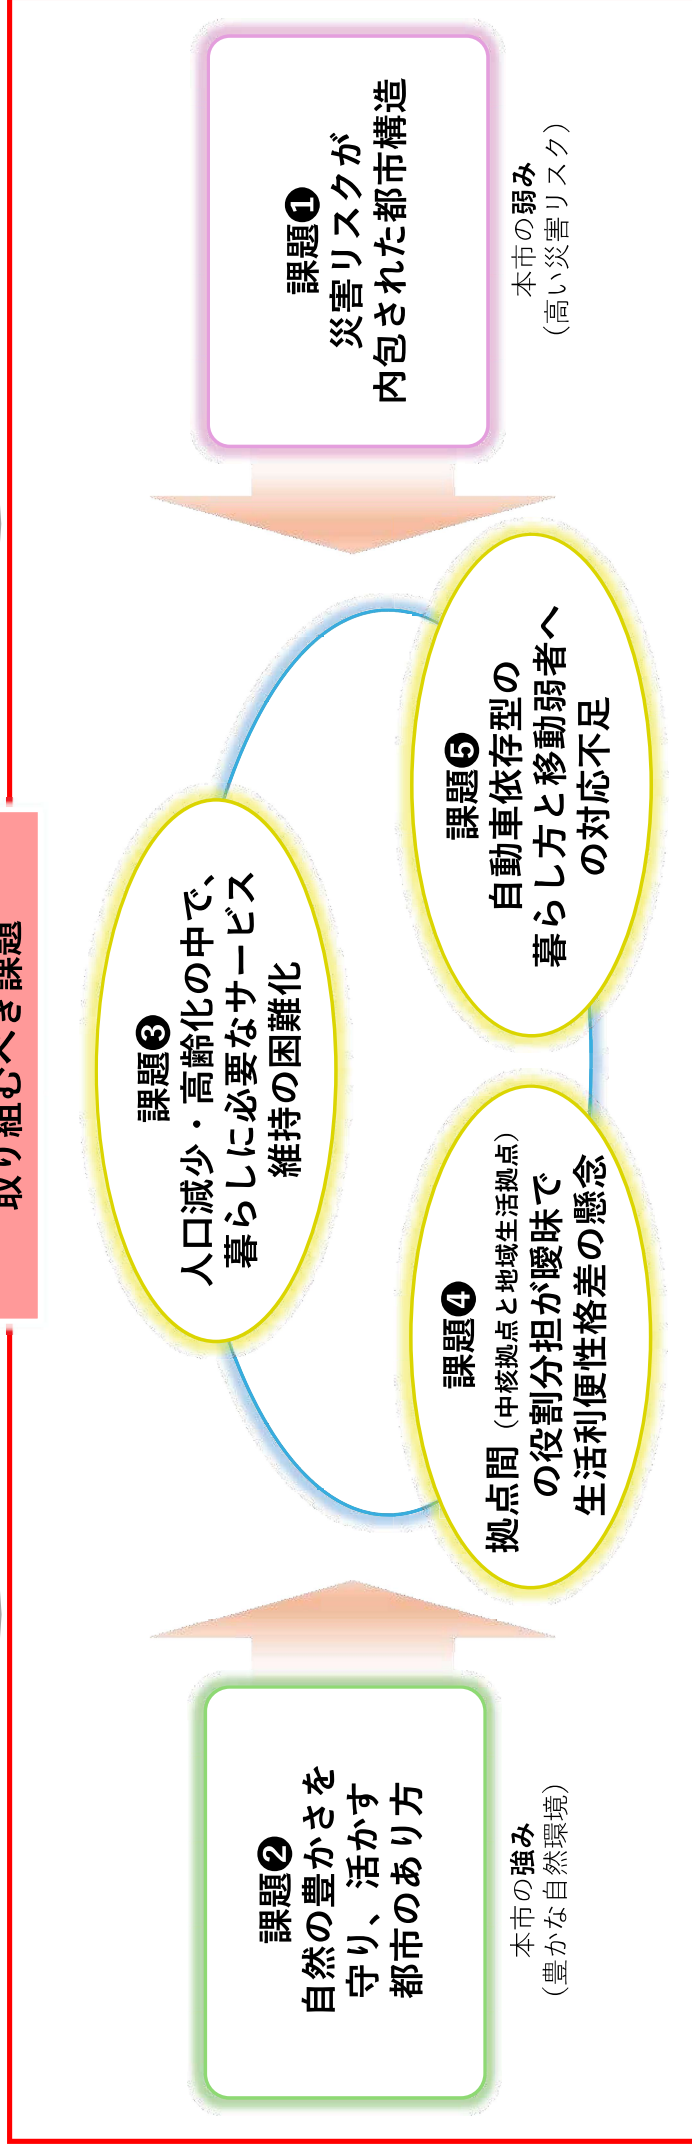 取り組むべき課題
課題❷
自然の豊かさを
守り、活かす
都市のあり方
本市の強み
(豊かな自然環境)
課題❸
人口減少・高齢化の中で、
暮らしに必要なサービス
維持の困難化
課題❹
拠点間（中核拠点と地域生活拠点）
の役割分担が曖昧で
生活利便性格差の懸念
課題❺
自動車依存型の
暮らし方と移動弱者へ
の対応不足
課題❶
災害リスクが
内包された都市構造
本市の弱み
(高い災害リスク)